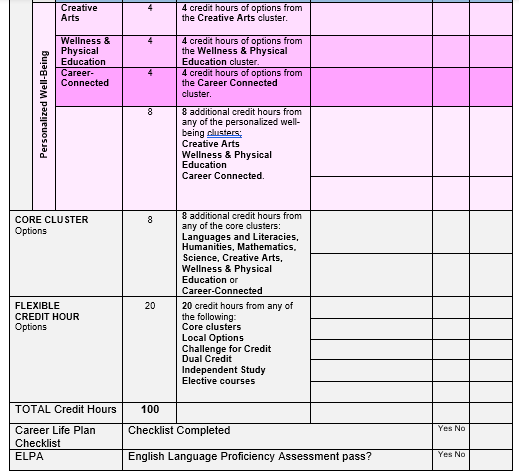 Personalized Well-Being
Creative
Arts
4
4 credit hours of options from
the Creative Arts cluster.
Wellness &
Physical
Education
4
4 credit hours of options from
the Wellness & Physical
Education cluster.
Career-
Connected
4
4 credit hours of options from
the Career Connected
cluster.
8
8 additional credit hours from
any of the personalized well-
being clusters:
Creative Arts
Wellness & Physical
Education
Career Connected.
CORE CLUSTER
Options
8
8 additional credit hours from
any of the core clusters:
Languages and Literacies,
Humanities, Mathematics,
Science, Creative Arts,
Wellness & Physical
Education or
Career-Connected
FLEXIBLE
CREDIT HOUR
Options
20
20 credit hours from any of
the following:
Core clusters
Local Options
Challenge for Credit
Dual Credit
Independent Study
Elective courses
TOTAL Credit Hours
100
Career Life Plan
Checklist
Checklist Completed
Yes No
ELPA
English Language Proficiency Assessment pass?
Yes No